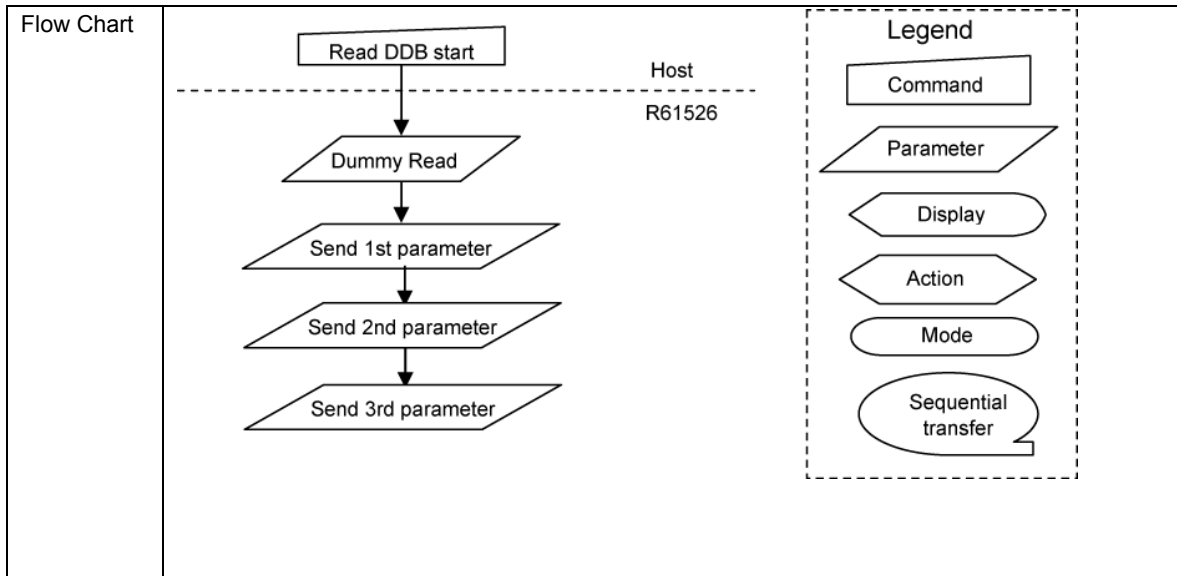 Flow Chart
Read DDB start
Host
R61526
Dummy Read
Send 1st parameter
Send 2nd parameter
Send 3rd parameter
Legend
Command
Parameter
Display
Action
Mode
Sequential
transfer